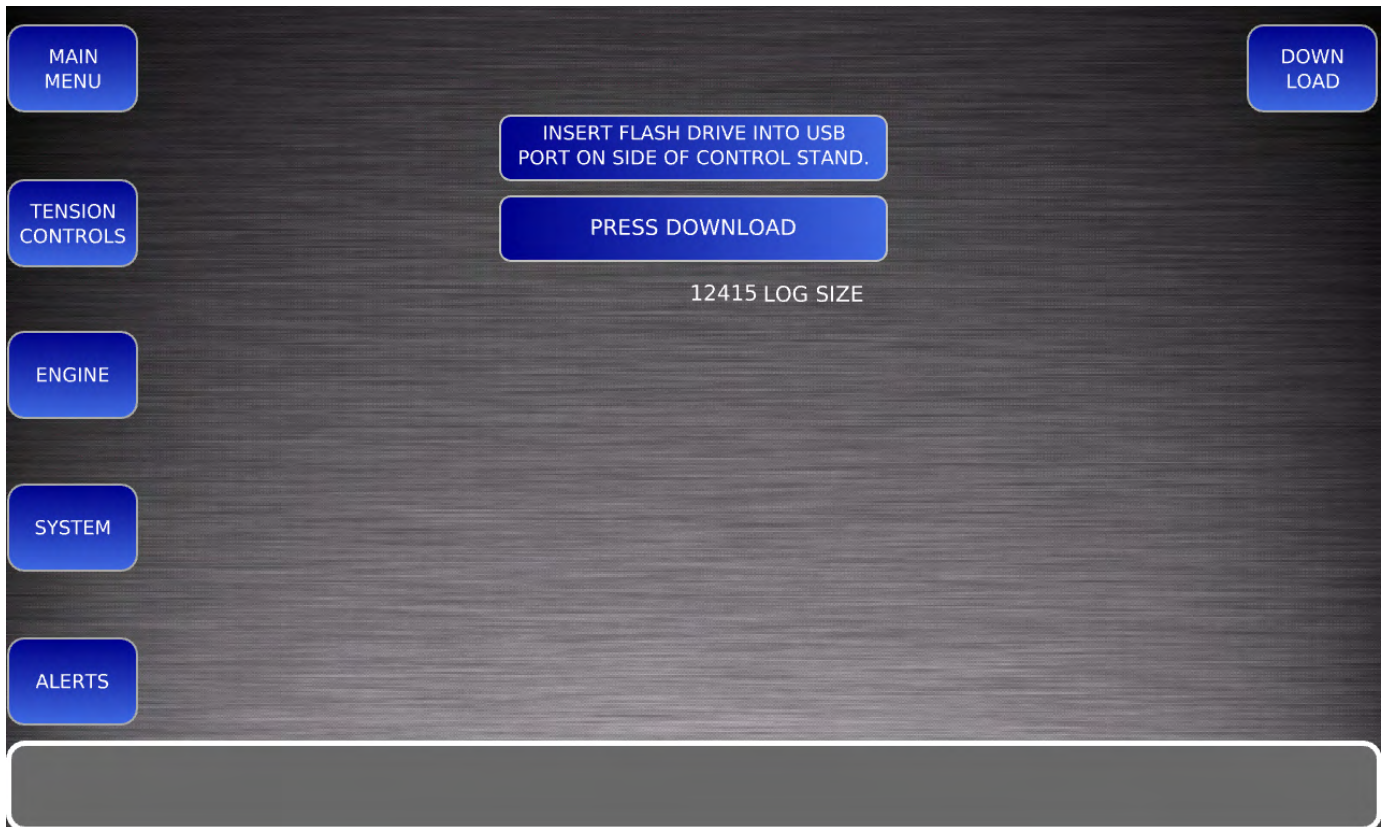 MAIN
MENU
DOWN
LOAD
INSERT FLASH DRIVE INTO USB
PORT ON SIDE OF CONTROL STAND.
TENSION
CONTROLS
PRESS DOWNLOAD
12415 LOG SIZE
ENGINE
SYSTEM
ALERTS